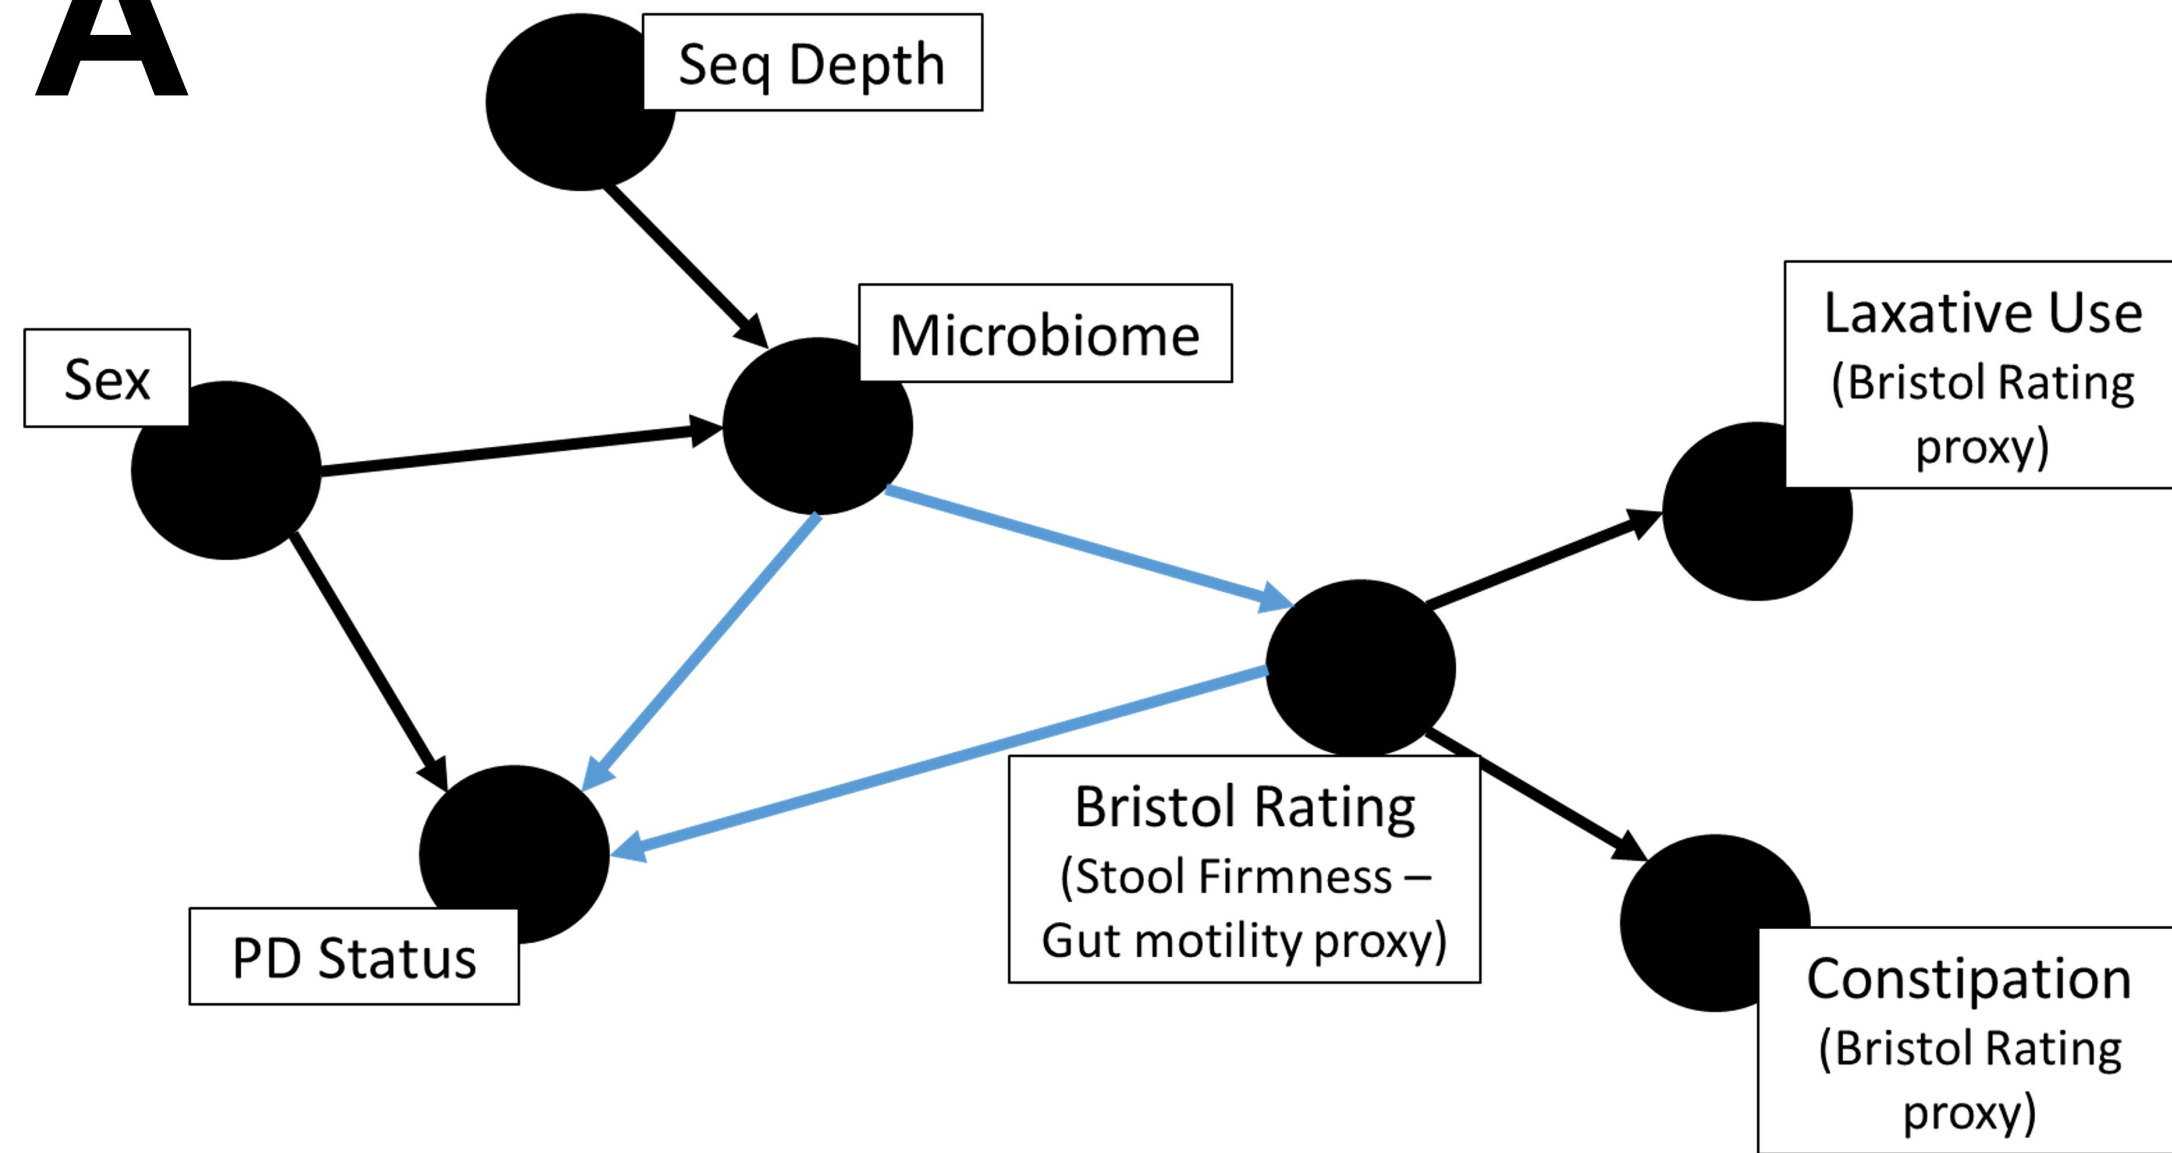 A
Seq Depth
Microbiome
Sex
Laxative Use
(Bristol Rating
proxy)
Bristol Rating
(Stool Firmness –
Gut motility proxy)
PD Status
Constipation
(Bristol Rating
proxy)